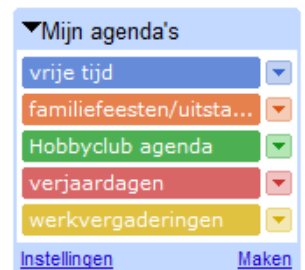 Mijn agenda's
vrije tijd
familiefeesten/uitsta...
Hobbyclub agenda
verjaardagen
werkvergaderingen
Instellingen Maken